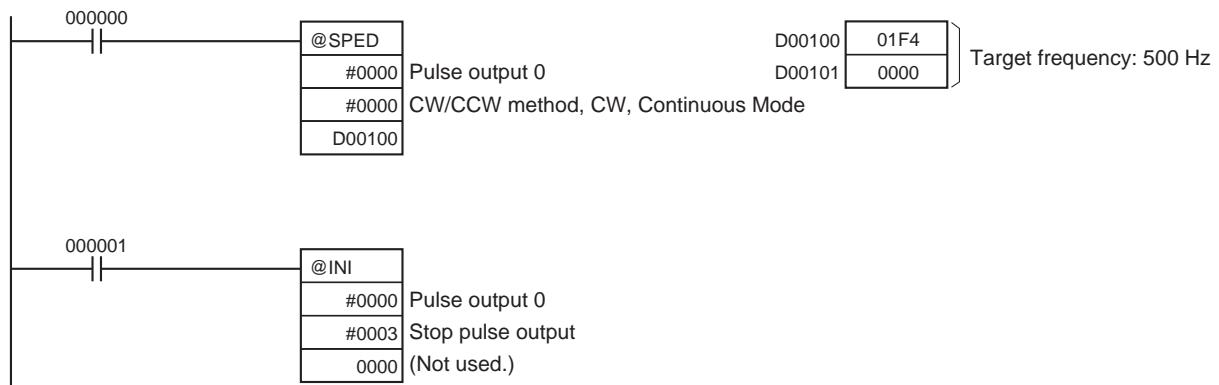 000000
@SPED
#0000 Pulse output 0
#0000 CW/CCW method, CW, Continuous Mode
D00100
D00100 01F4
D00101 0000
Target frequency: 500 Hz
000001
@INI
#0000 Pulse output 0
#0003 Stop pulse output
0000 (Not used.)